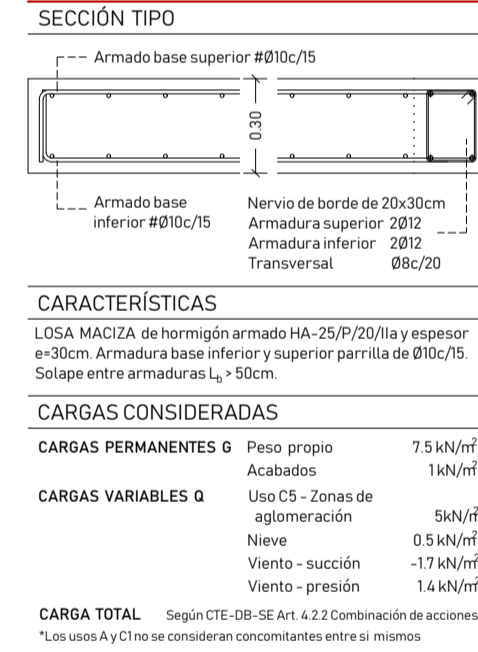 SECCIÓN TIPO
Armado base superior #Ø10c/15
0.30
Armado base
inferior #Ø10c/15
Nervio de borde de 20x30cm
Armadura superior 2Ø12
Armadura inferior 2Ø12
Transversal Ø8c/20
CARACTERÍSTICAS
LOSA MACIZA de hormigón armado HA-25/P/20/IIa y espesor
e=30cm. Armadura base inferior y superior parrilla de Ø10c/15.
Solape entre armaduras Lb > 50cm.
CARGAS CONSIDERADAS
CARGAS PERMANENTES G Peso propio 7.5 kN/m²
Acabados 1 kN/m²
CARGAS VARIABLES Q Uso C5 - Zonas de
aglomeración 5kN/m²
Nieve 0.5 kN/m²
Viento - succión -1.7 kN/m²
Viento - presión 1.4 kN/m²
CARGA TOTAL Según CTE-DB-SE Art. 4.2.2 Combinación de acciones
*Los usos A y C1 no se consideran concomitantes entre si mismos